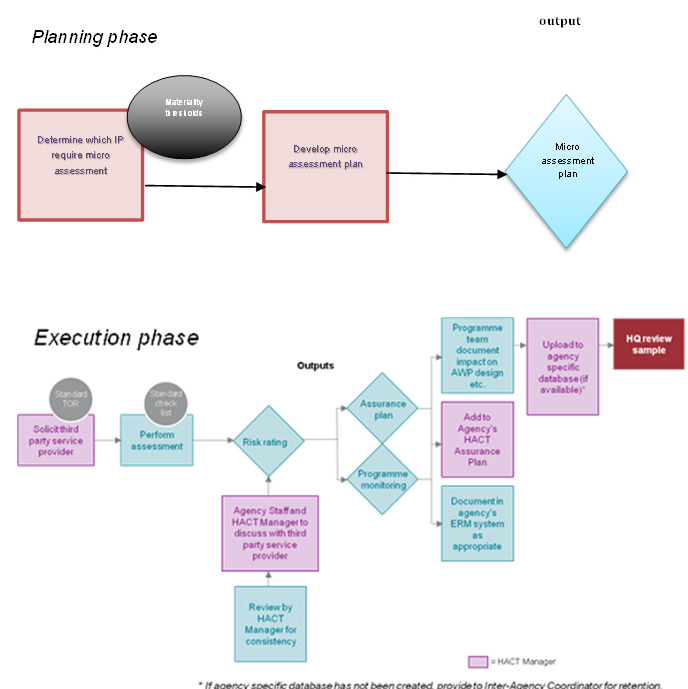 output
Planning phase
Materiality
thresholds
Determine which IP
require micro
assessment
Develop micro
assessment plan
Micro
assessment
plan
Execution phase
Outputs
Standard
TOR
Solicit third
party service
provider
Standard
check
list
Perform
assessment
Risk rating
Agency Staff and
HACT Manager to
discuss with third
party service
provider
Review by
HACT
Manager for
consistency
Assurance
plan
Programme
monitoring
Programme
team
document
impact on
AWP design
etc.
Upload to
agency
specific
database (if
available)*
HQ review
sample
Add to
Agency's
HACT
Assurance
Plan
Document in
agency's
ERM system
as
appropriate
= HACT Manager
* If agency specific database has not been created, provide to Inter-Agency Coordinator for retention.